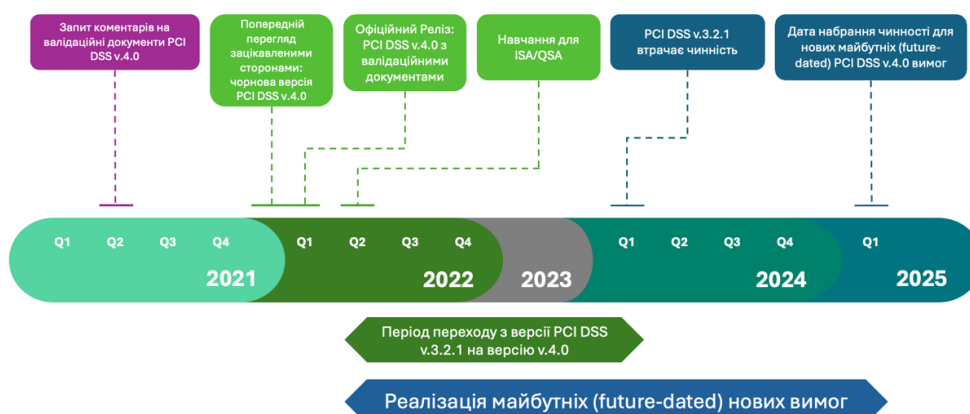 Запит коментарів на
валідаційні документи PCI
DSS v.4.0
Попередній
перегляд
зацікавленими
сторонами:
чорнова версія
PCI DSS v.4.0
Офіційний Реліз:
PCI DSS v.4.0 з
валідаційними
документами
Навчання для
ISA/QSA
PCI DSS v.3.2.1
втрачає чинність
Дата набрання чинності для
нових майбутніх (future-
dated) PCI DSS v.4.0 вимог
Q1 Q2 Q3 Q4
2021
Q1 Q2 Q3 Q4
2022
2023
Q1 Q2 Q3 Q4
2024
Q1
2025
Період переходу з версії PCI DSS
v.3.2.1 на версію v.4.0
Реалізація майбутніх (future-dated) нових вимог